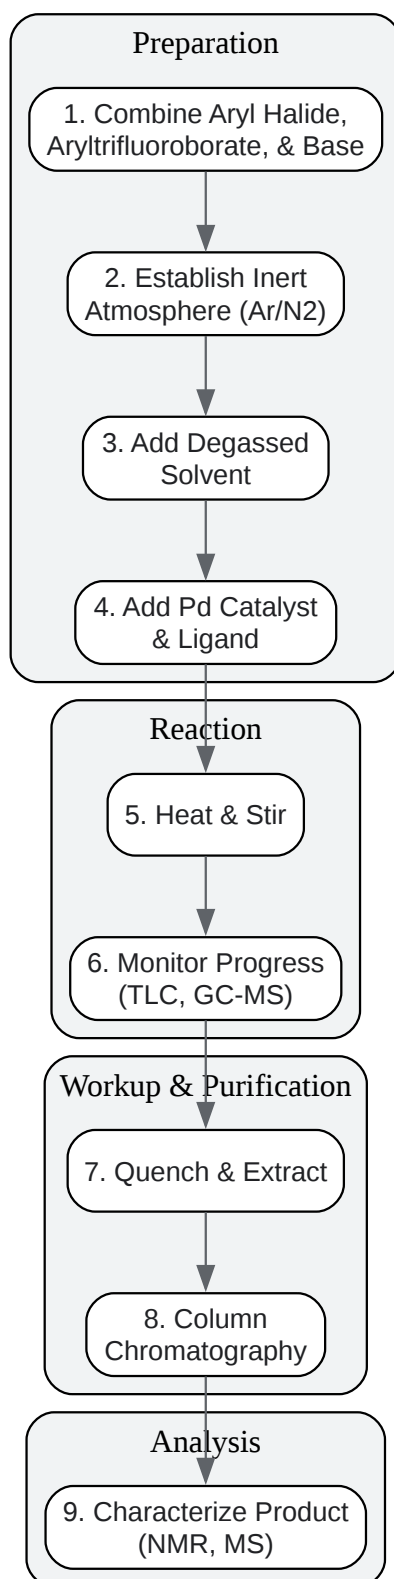 Preparation
1. Combine Aryl Halide,
Aryltrifluoroborate, & Base
2. Establish Inert
Atmosphere (Ar/N2)
3. Add Degassed
Solvent
4. Add Pd Catalyst
& Ligand
Reaction
5. Heat & Stir
6. Monitor Progress
(TLC, GC-MS)
Workup & Purification
7. Quench & Extract
8. Column
Chromatography
Analysis
9. Characterize Product
(NMR, MS)